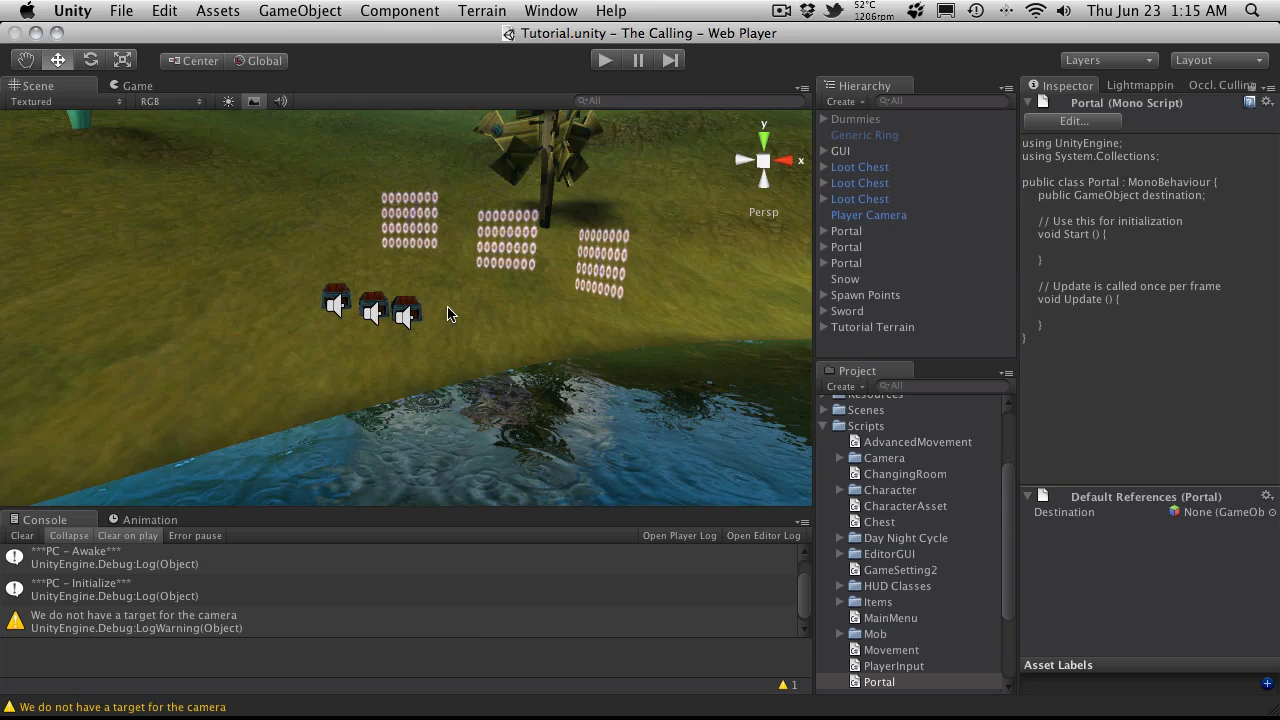 Unity File Edit Assets GameObject Component Terrain Window Help 52°C 1206rpm Thu Jun 23 1:15 AM
Tutorial.unity – The Calling – Web Player
Center Global Layers Layout
Scene Game
Textured RGB All
y
x
Persp
Hierarchy
Create All
Dummies
Generic Ring
GUI
Loot Chest
Loot Chest
Loot Chest
Player Camera
Portal
Portal
Portal
Snow
Spawn Points
Sword
Tutorial Terrain
Project
Create All
Resources
Scenes
Scripts
AdvancedMovement
Camera
ChangingRoom
Character
CharacterAsset
Chest
Day Night Cycle
EditorGUI
GameSetting2
HUD Classes
Items
MainMenu
Mob
Movement
PlayerInput
Portal
Inspector Lightmappin Occl. Culling
Portal (Mono Script)
Edit...
using UnityEngine;
using System.Collections;
public class Portal : MonoBehaviour {
public GameObject destination;
// Use this for initialization
void Start () {
}
// Update is called once per frame
void Update () {
}
}
Default References (Portal)
Destination None (GameOb
Asset Labels
Console Animation
Clear Collapse Clear on play Error pause Open Player Log Open Editor Log
***PC – Awake***
UnityEngine.Debug:Log(Object)
***PC – Initialize***
UnityEngine.Debug:Log(Object)
We do not have a target for the camera
UnityEngine.Debug:LogWarning(Object)
1
We do not have a target for the camera